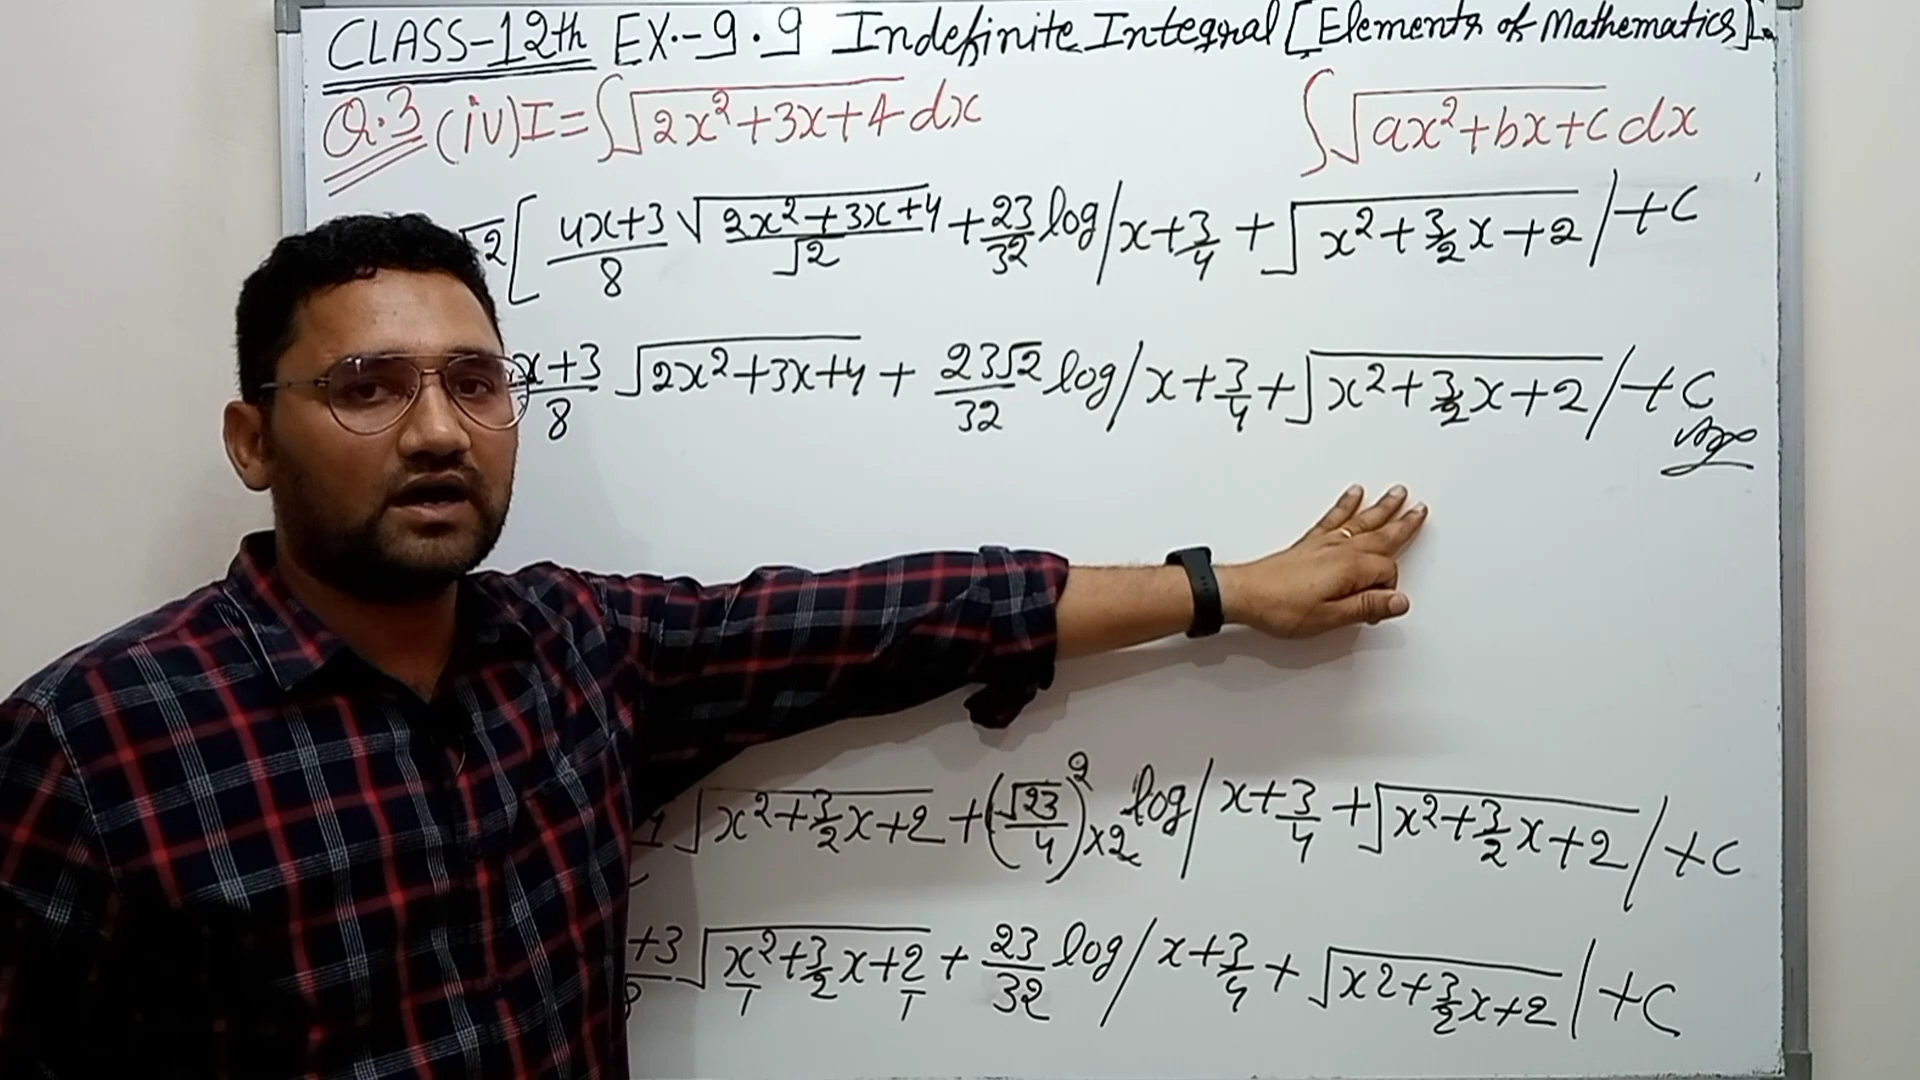 CLASS-12th EX.-9.9 Indefinite Integral [Elements of Mathematics].
Q.3 (iv) I = ∫√(2x²+3x+4) dx ∫√(ax²+bx+c) dx
√2 [ (4x+3)/8 √(2x²+3x+4)/√2 + 23/32 log|x+3/4 + √(x²+3/2x+2)| + C
x+3/8 √(2x²+3x+4) + 23√2/32 log|x+3/4+√(x²+3/2x+2)| + C
Ans
√(x²+3/2x+2) + (√23/4)²×2 log|x+3/4+√(x²+3/2x+2)| + C
+3/8 √(x²/1+3/2x+2/1) + 23/32 log|x+3/4+√(x2+3/2x+2)| + C